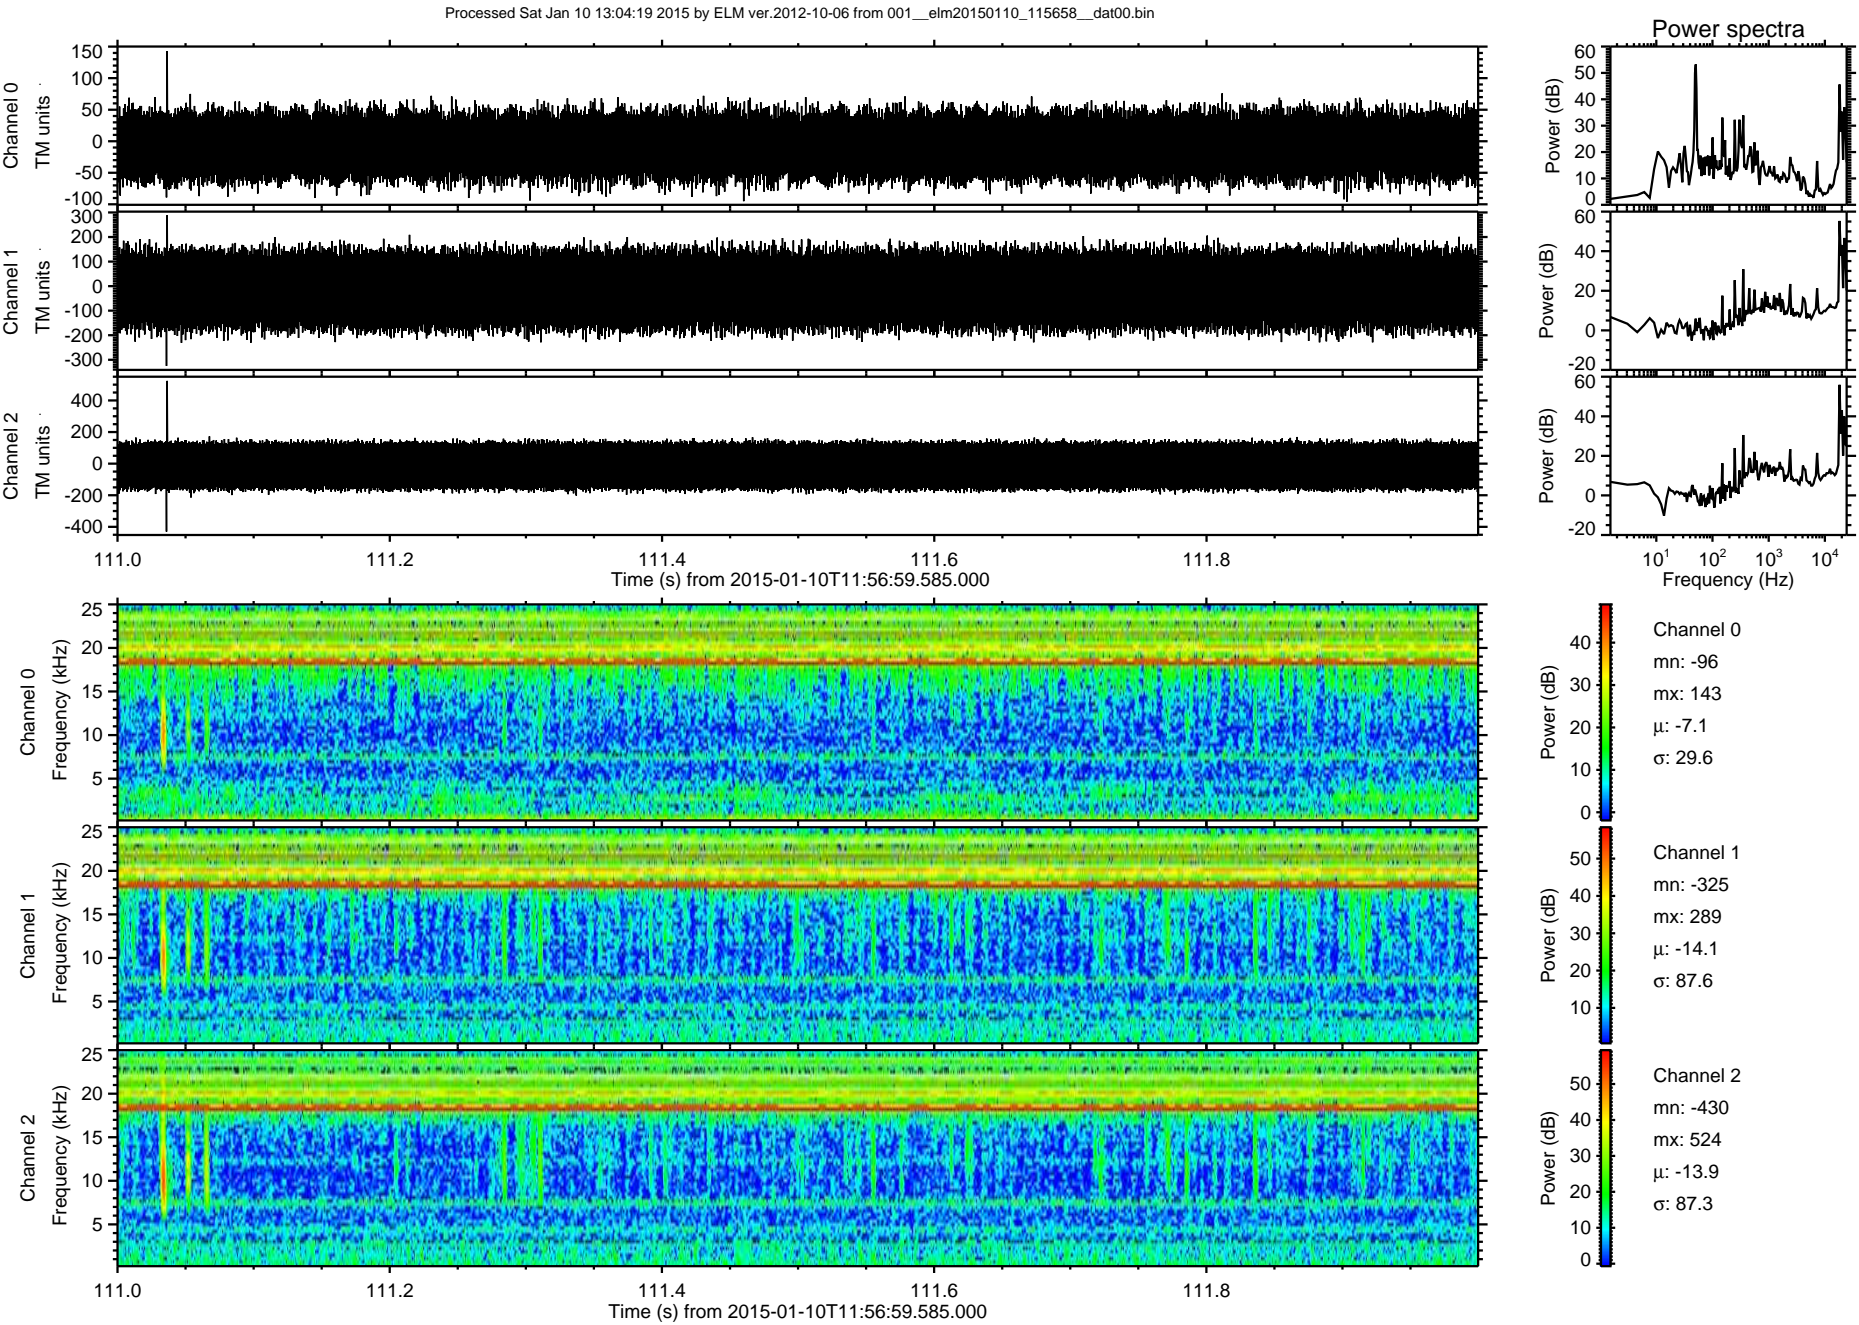 Processed Sat Jan 10 13:04:19 2015 by ELM ver.2012-10-06 from 001__elm20150110_115658__dat00.bin
Power spectra
Channel 0
TM units
150
100
50
0
-50
-100
Power (dB)
60
50
40
30
20
10
0
Channel 1
TM units
300
200
100
0
-100
-200
-300
Power (dB)
60
40
20
0
-20
Channel 2
TM units
400
200
0
-200
-400
Power (dB)
60
40
20
0
-20
111.0 111.2 111.4 111.6 111.8
Time (s) from 2015-01-10T11:56:59.585.000
10¹ 10² 10³ 10⁴
Frequency (Hz)
Channel 0
Frequency (kHz)
25
20
15
10
5
Power (dB)
40
30
20
10
0
Channel 0
mn: -96
mx: 143
µ: -7.1
σ: 29.6
Channel 1
Frequency (kHz)
25
20
15
10
5
Power (dB)
50
40
30
20
10
Channel 1
mn: -325
mx: 289
µ: -14.1
σ: 87.6
Channel 2
Frequency (kHz)
25
20
15
10
5
Power (dB)
50
40
30
20
10
0
Channel 2
mn: -430
mx: 524
µ: -13.9
σ: 87.3
111.0 111.2 111.4 111.6 111.8
Time (s) from 2015-01-10T11:56:59.585.000